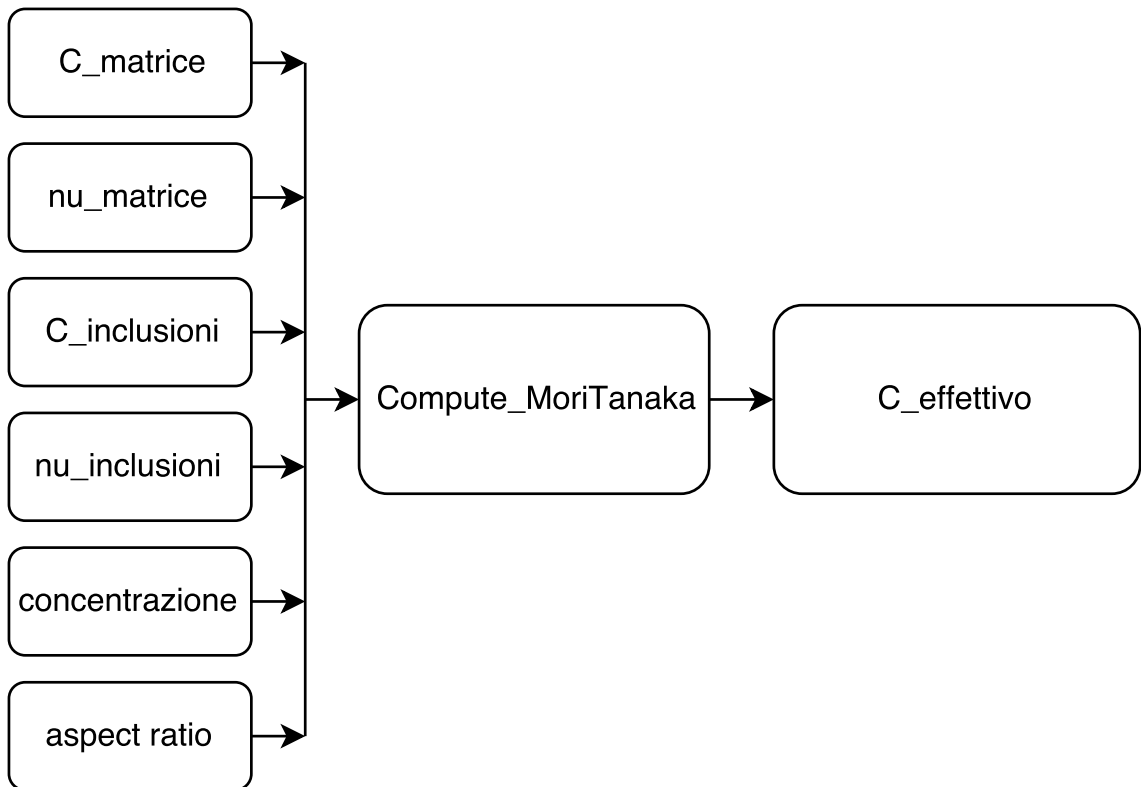 C_matrice
nu_matrice
C_inclusioni
nu_inclusioni
concentrazione
aspect ratio
Compute_MoriTanaka
C_effettivo